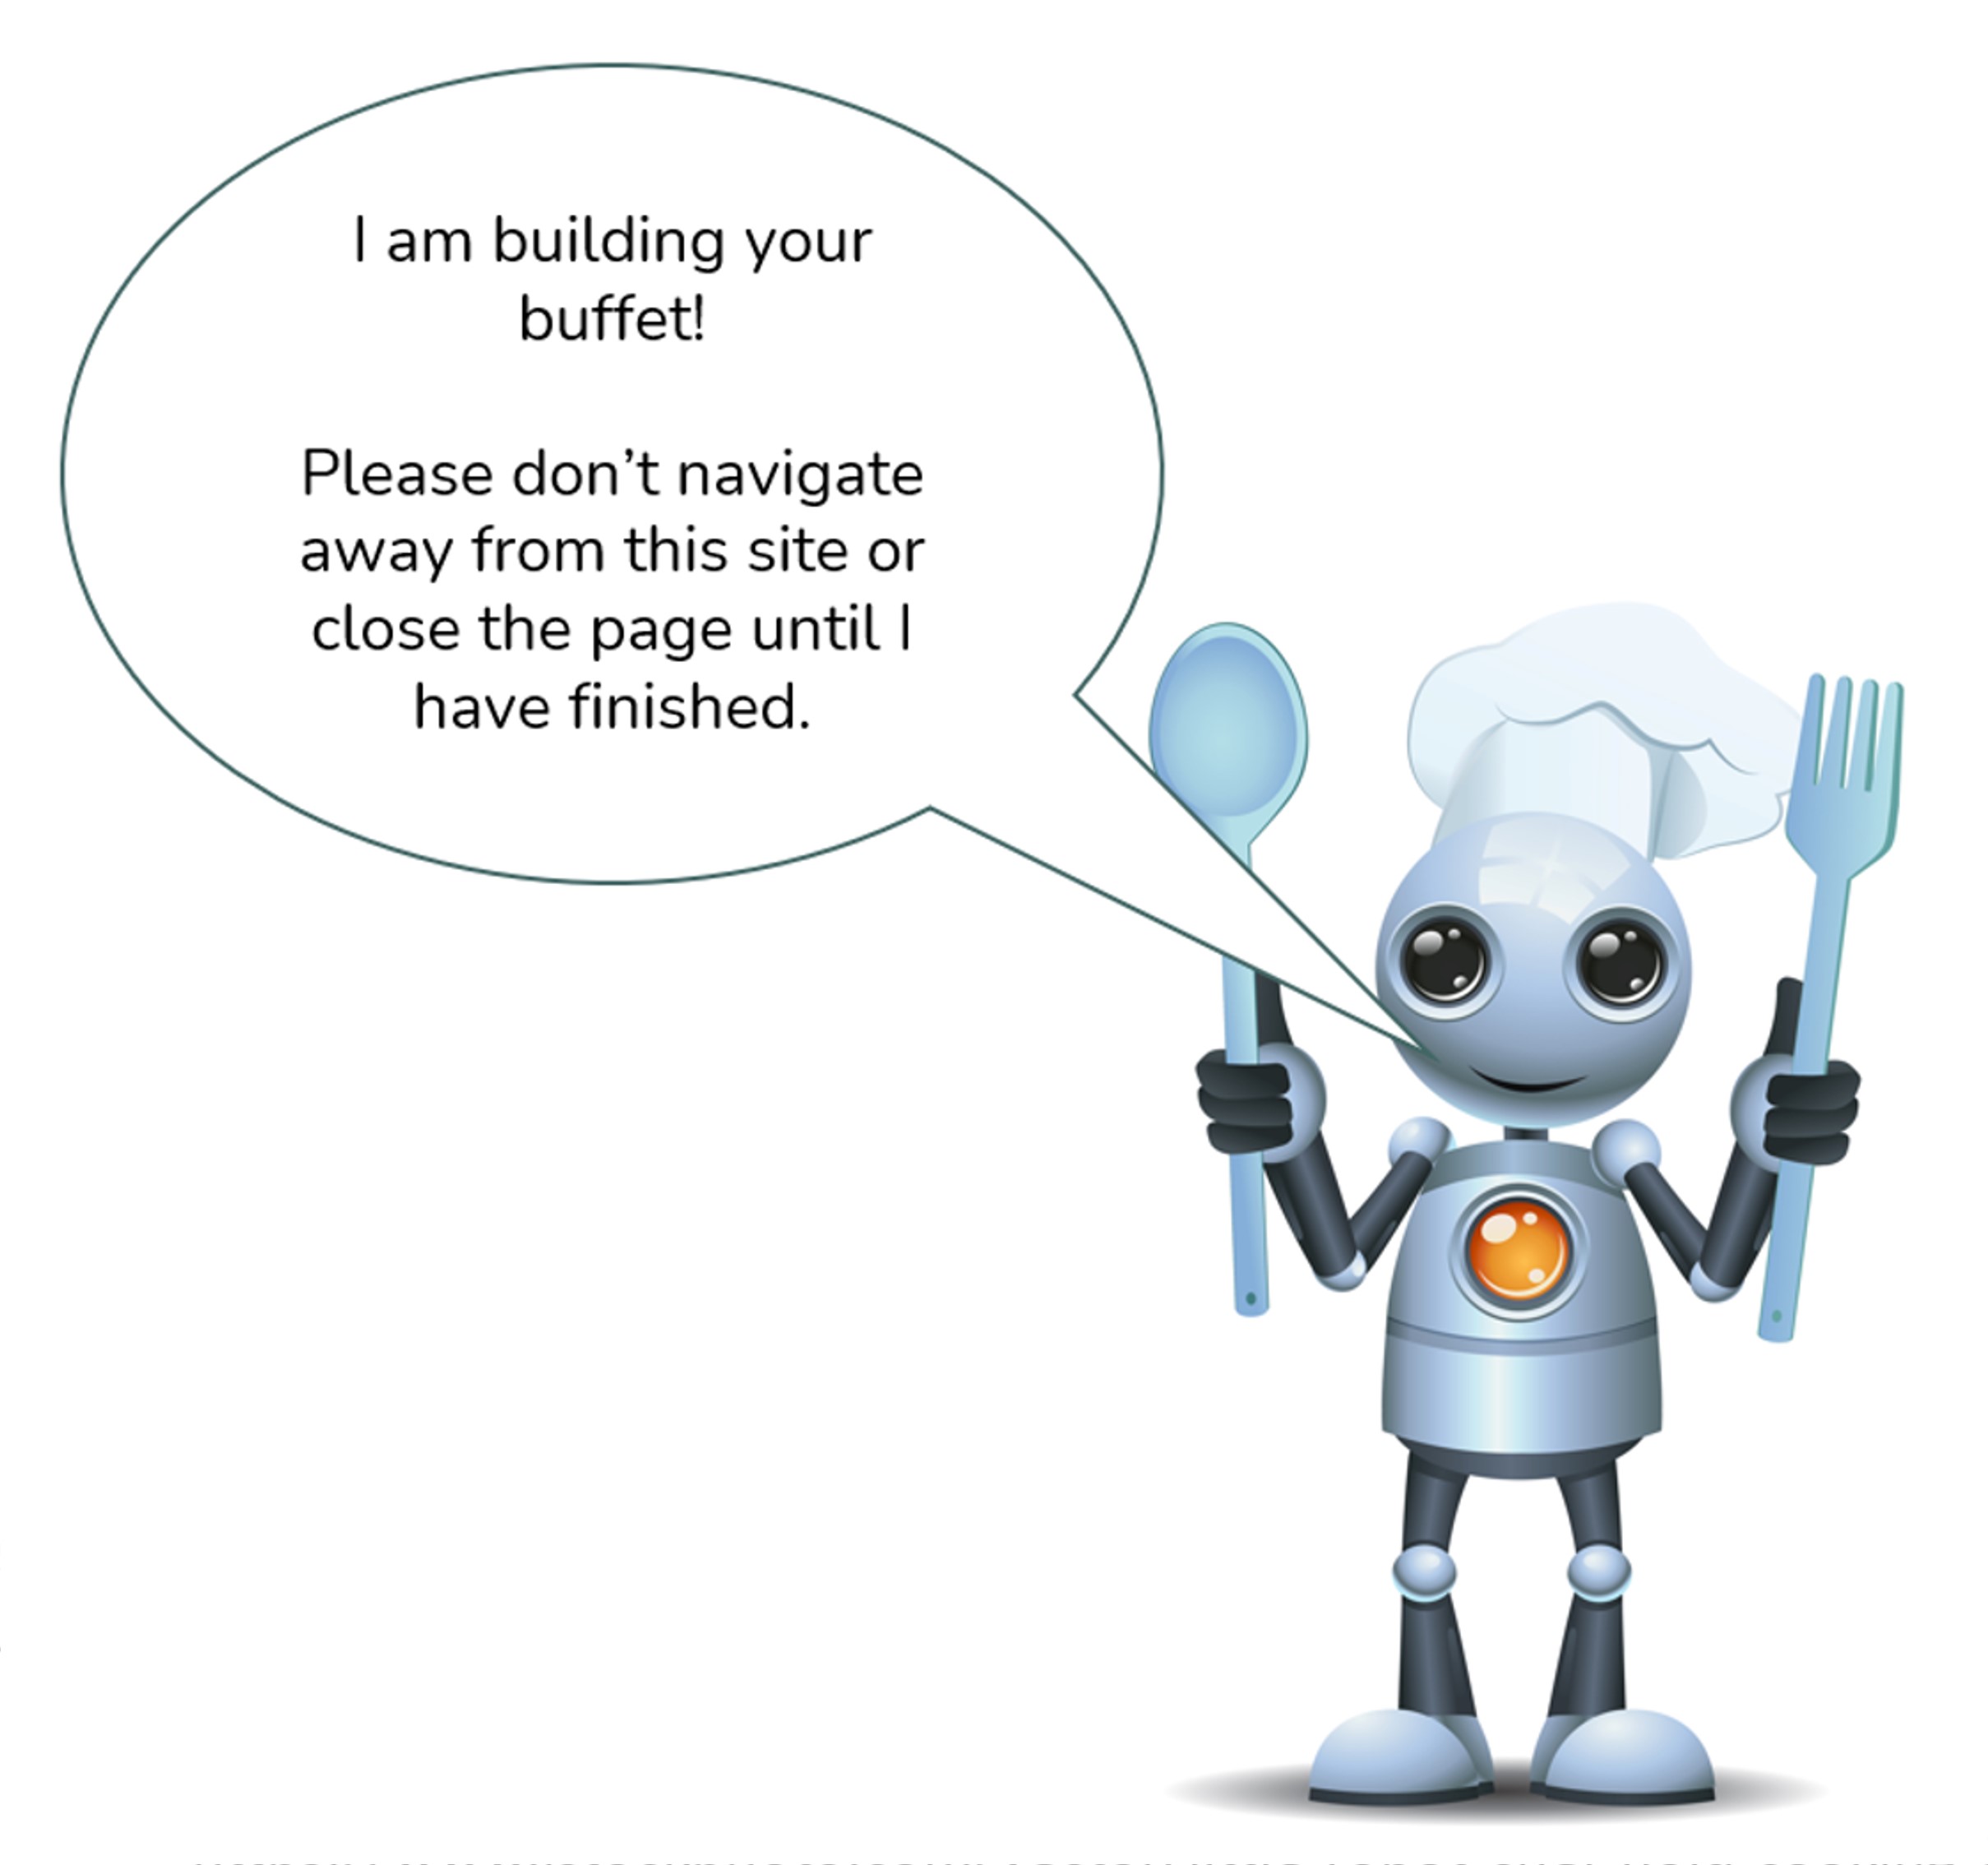 I am building your
buffet!
Please don’t navigate
away from this site or
close the page until I
have finished.